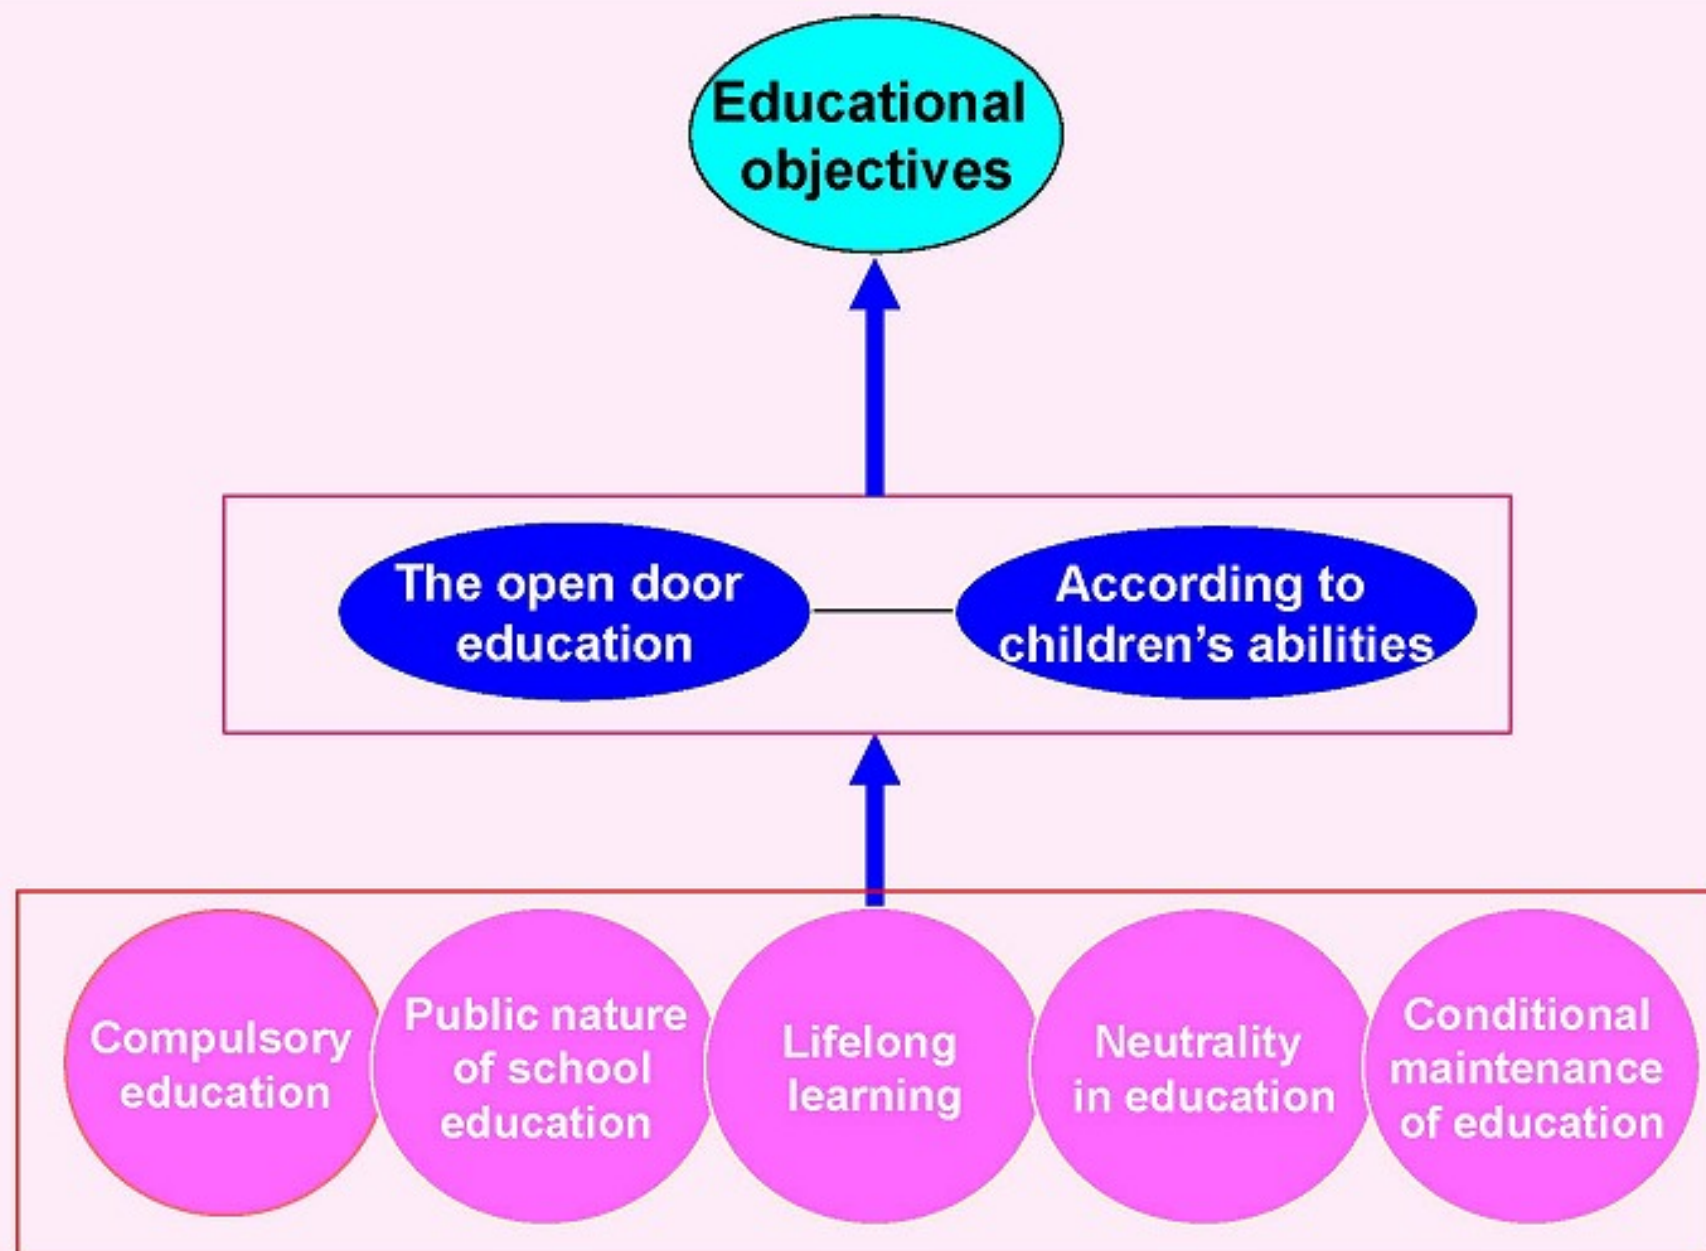 Educational
objectives
The open door
education
According to
children’s abilities
Compulsory
education
Public nature
of school
education
Lifelong
learning
Neutrality
in education
Conditional
maintenance
of education